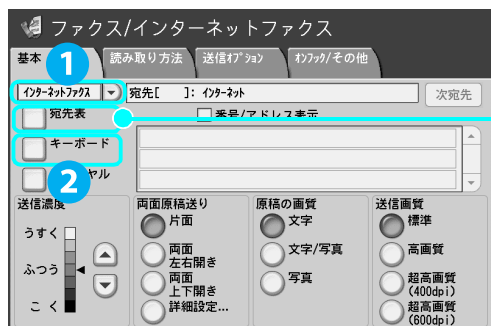 ファクス/インターネットファクス
基本
読み取り方法
送信オプション
オンフック/その他
1
インターネットファクス
宛先[ ]: インターネット
次宛先
宛先表
番号/アドレス表示
キーボード
2
ヤル
送信濃度
うすく
ふつう
こく
両面原稿送り
片面
両面
左右開き
両面
上下開き
詳細設定...
原稿の画質
文字
文字/写真
写真
送信画質
標準
高画質
超高画質
(400dpi)
超高画質
(600dpi)